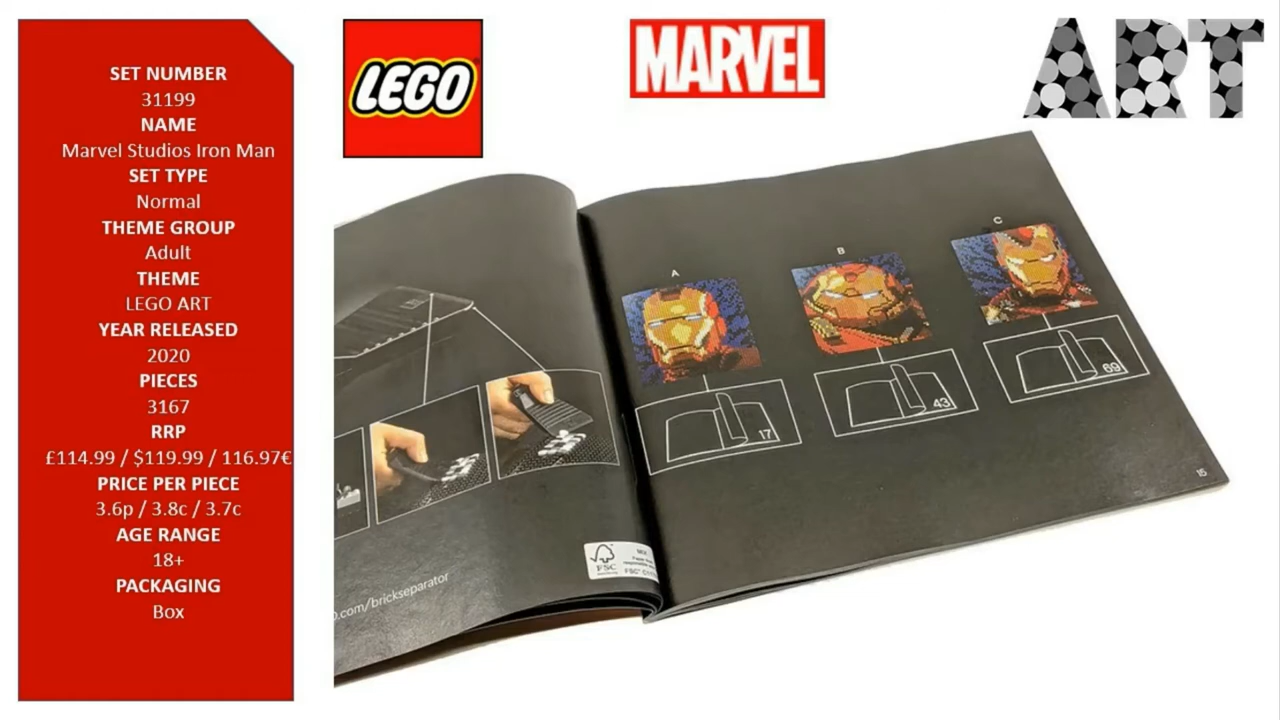 SET NUMBER
31199
NAME
Marvel Studios Iron Man
SET TYPE
Normal
THEME GROUP
Adult
THEME
LEGO ART
YEAR RELEASED
2020
PIECES
3167
RRP
£114.99 / $119.99 / 116.97€
PRICE PER PIECE
3.6p / 3.8c / 3.7c
AGE RANGE
18+
PACKAGING
Box
LEGO
MARVEL
ART
A
B
C
17
43
69
15
FSC
.com/brickseparator